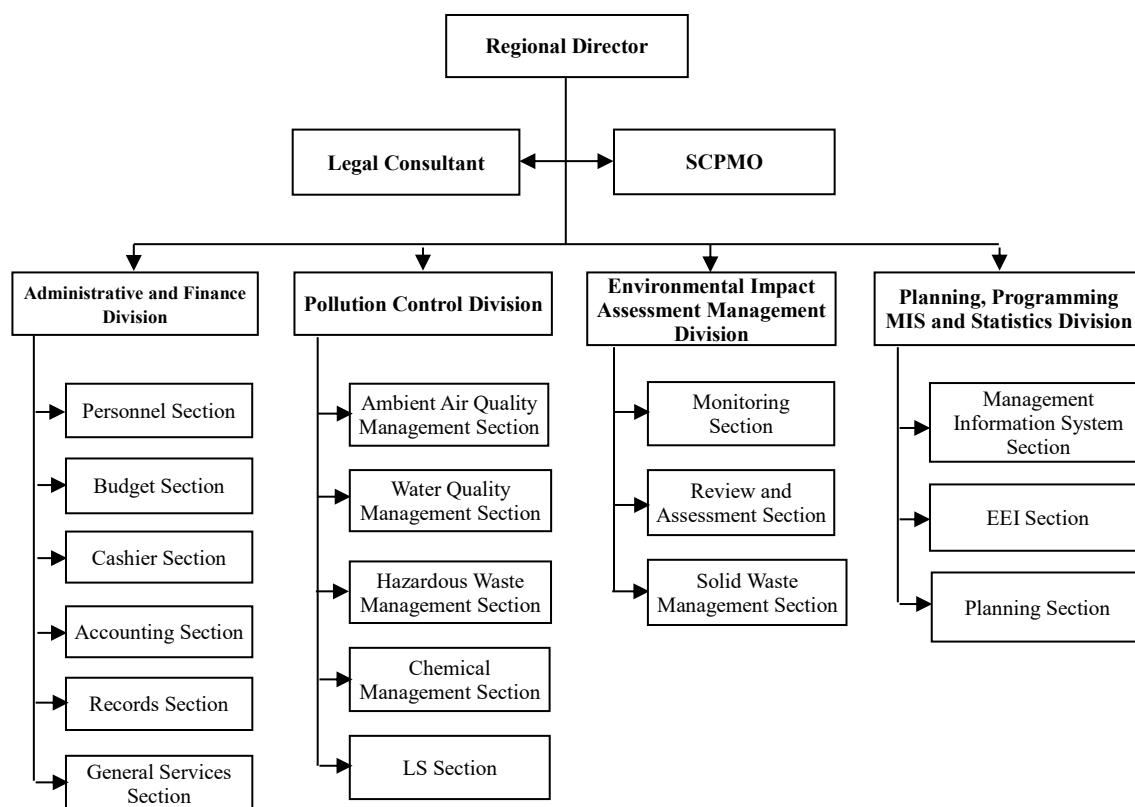 Regional Director
Legal Consultant
SCPMO
Administrative and Finance
Division
Pollution Control Division
Environmental Impact
Assessment Management
Division
Planning, Programming
MIS and Statistics Division
Personnel Section
Budget Section
Cashier Section
Accounting Section
Records Section
General Services
Section
Ambient Air Quality
Management Section
Water Quality
Management Section
Hazardous Waste
Management Section
Chemical
Management Section
LS Section
Monitoring
Section
Review and
Assessment Section
Solid Waste
Management Section
Management
Information System
Section
EEI Section
Planning Section